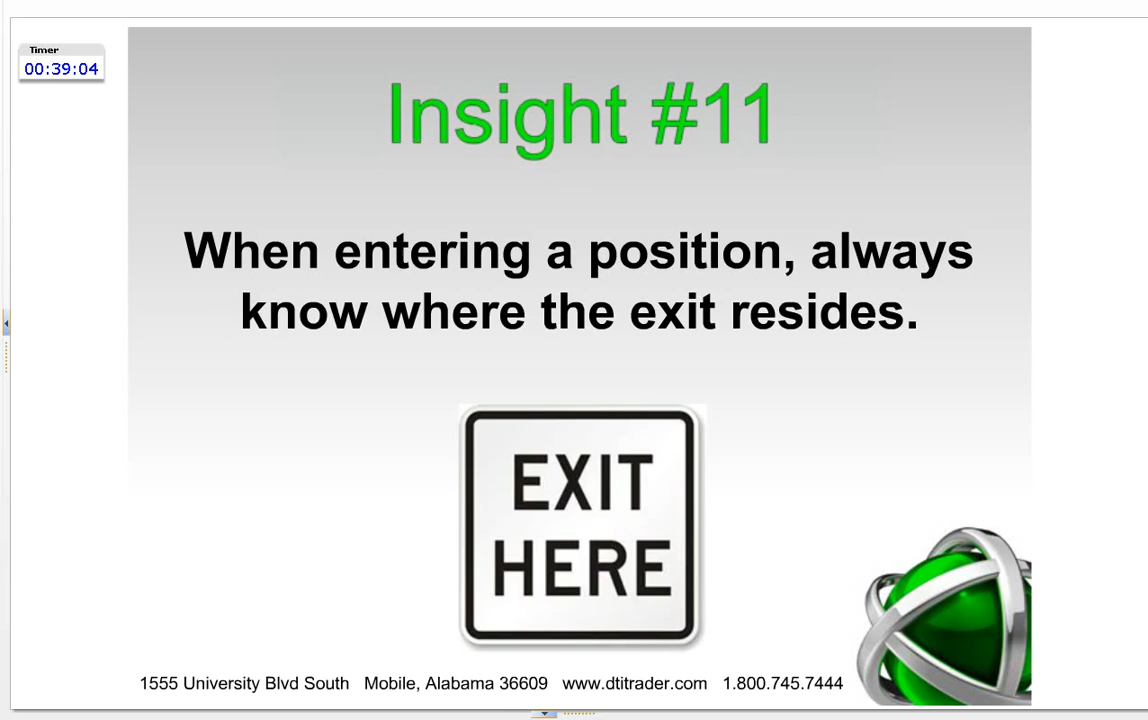 Timer
00:39:04
Insight #11
When entering a position, always
know where the exit resides.
EXIT
HERE
1555 University Blvd South Mobile, Alabama 36609 www.dtitrader.com 1.800.745.7444